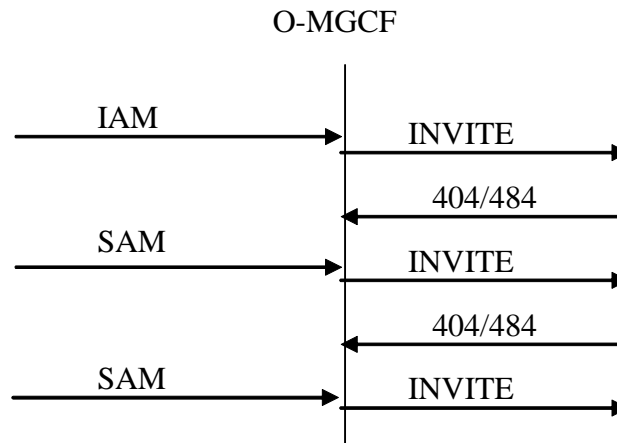 O-MGCF
IAM
INVITE
404/484
SAM
INVITE
404/484
SAM
INVITE